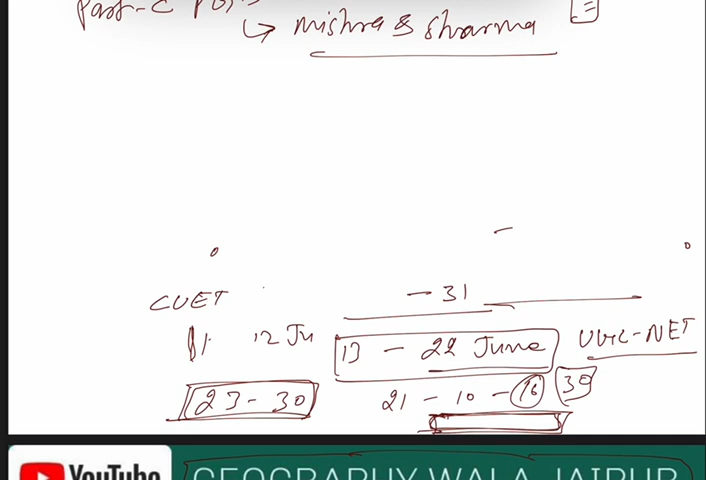 Part-C
↳ Mishra & Sharma
CUET - 31
12 Ju 13 - 22 June UGC-NET
23-30 21 - 10 - 16 30
YouTube GEOGRAPHY WALA JAIPUR